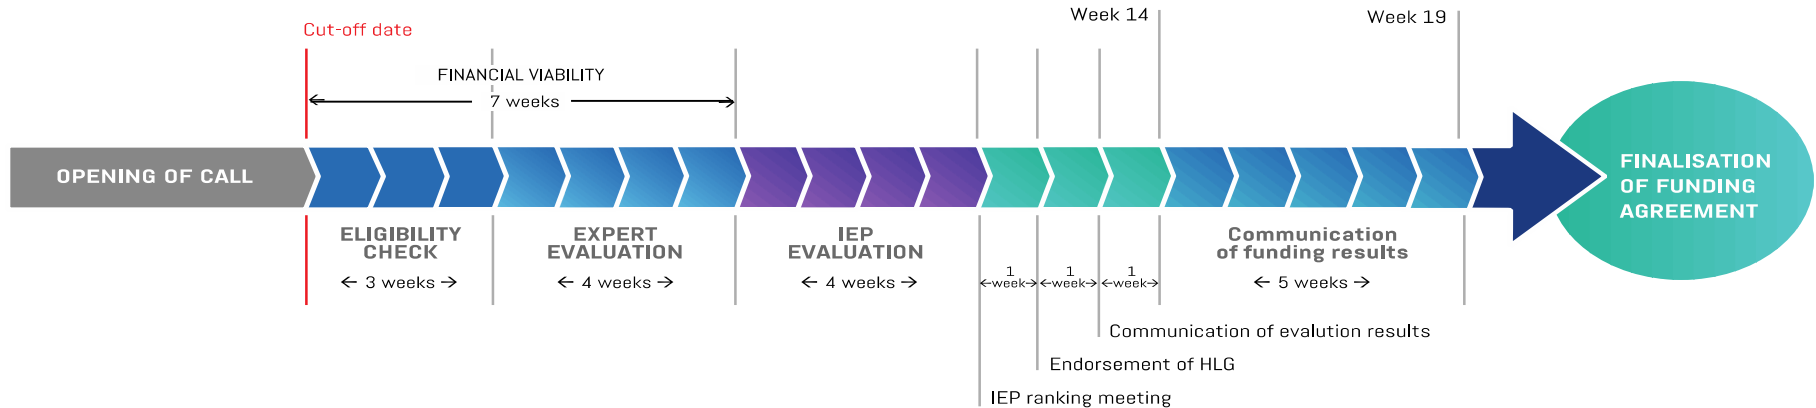 Week 14
Week 19
Cut-off date
FINANCIAL VIABILITY
7 weeks
OPENING OF CALL
FINALISATION
OF FUNDING
AGREEMENT
ELIGIBILITY
CHECK
3 weeks
EXPERT
EVALUATION
4 weeks
IEP
EVALUATION
4 weeks
1
week
1
week
1
week
Communication
of funding results
5 weeks
Communication of evalution results
Endorsement of HLG
IEP ranking meeting